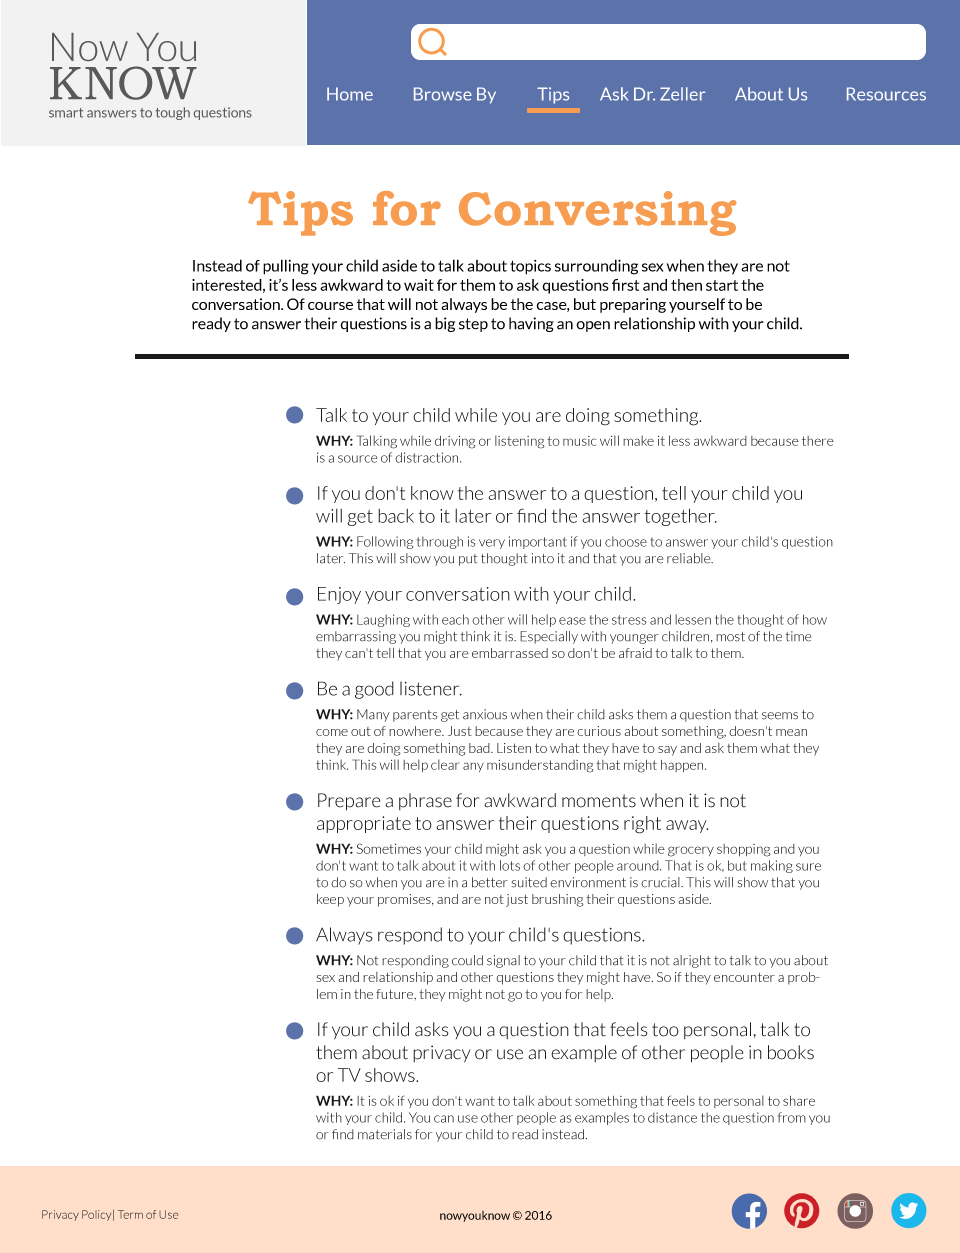 Now You
KNOW
smart answers to tough questions
Home Browse By Tips Ask Dr. Zeller About Us Resources
Tips for Conversing
Instead of pulling your child aside to talk about topics surrounding sex when they are not
interested, it's less awkward to wait for them to ask questions first and then start the
conversation. Of course that will not always be the case, but preparing yourself to be
ready to answer their questions is a big step to having an open relationship with your child.
Talk to your child while you are doing something.
WHY: Talking while driving or listening to music will make it less awkward because there
is a source of distraction.
If you don't know the answer to a question, tell your child you
will get back to it later or find the answer together.
WHY: Following through is very important if you choose to answer your child's question
later. This will show you put thought into it and that you are reliable.
Enjoy your conversation with your child.
WHY: Laughing with each other will help ease the stress and lessen the thought of how
embarrassing you might think it is. Especially with younger children, most of the time
they can't tell that you are embarrassed so don't be afraid to talk to them.
Be a good listener.
WHY: Many parents get anxious when their child asks them a question that seems to
come out of nowhere. Just because they are curious about something, doesn't mean
they are doing something bad. Listen to what they have to say and ask them what they
think. This will help clear any misunderstanding that might happen.
Prepare a phrase for awkward moments when it is not
appropriate to answer their questions right away.
WHY: Sometimes your child might ask you a question while grocery shopping and you
don't want to talk about it with lots of other people around. That is ok, but making sure
to do so when you are in a better suited environment is crucial. This will show that you
keep your promises, and are not just brushing their questions aside.
Always respond to your child's questions.
WHY: Not responding could signal to your child that it is not alright to talk to you about
sex and relationship and other questions they might have. So if they encounter a prob-
lem in the future, they might not go to you for help.
If your child asks you a question that feels too personal, talk to
them about privacy or use an example of other people in books
or TV shows.
WHY: It is ok if you don't want to talk about something that feels to personal to share
with your child. You can use other people as examples to distance the question from you
or find materials for your child to read instead.
Privacy Policy| Term of Use
nowyouknow © 2016